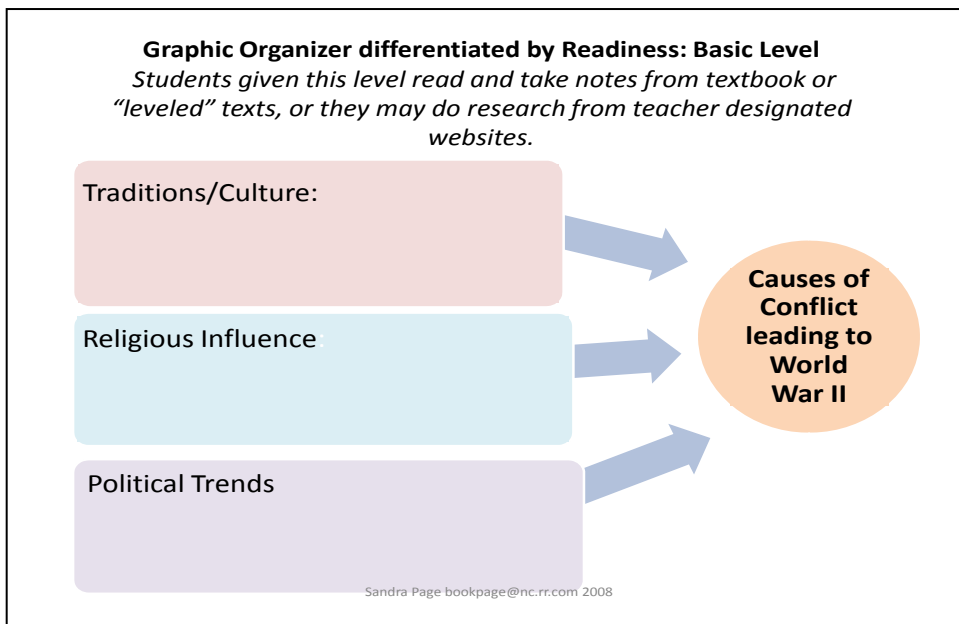 Graphic Organizer differentiated by Readiness: Basic Level
Students given this level read and take notes from textbook or
“leveled” texts, or they may do research from teacher designated
websites.
Traditions/Culture:
Religious Influence:
Political Trends
Causes of
Conflict
leading to
World
War II
Sandra Page bookpage@nc.rr.com 2008